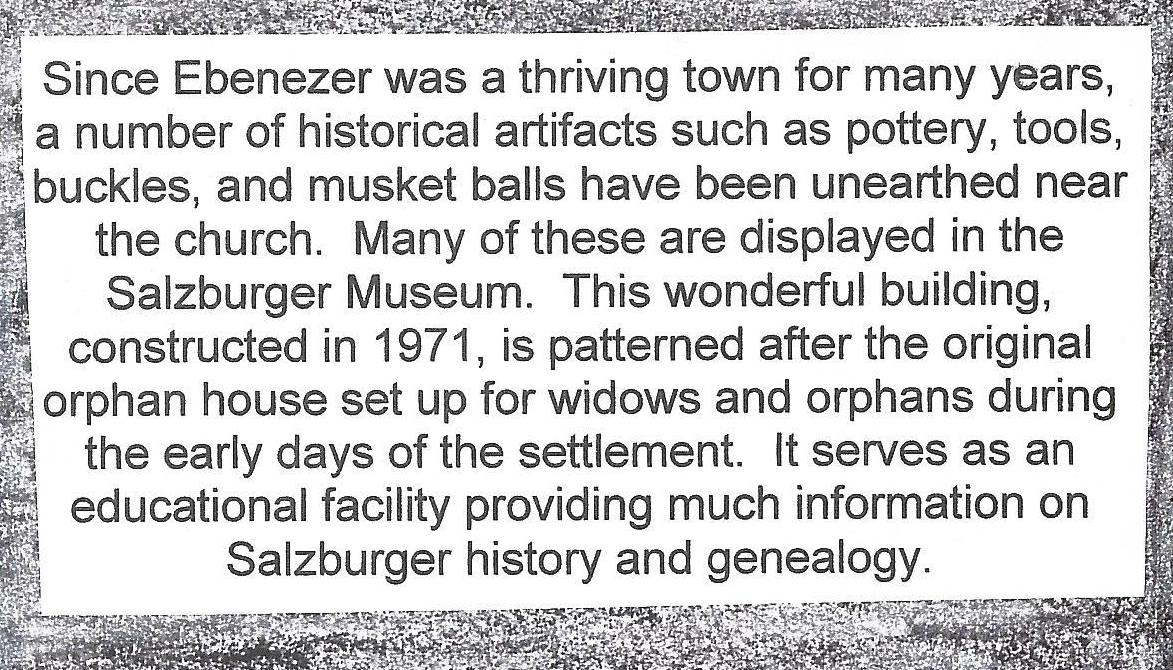 Since Ebenezer was a thriving town for many years,
a number of historical artifacts such as pottery, tools,
buckles, and musket balls have been unearthed near
the church.  Many of these are displayed in the
Salzburger Museum.  This wonderful building,
constructed in 1971, is patterned after the original
orphan house set up for widows and orphans during
the early days of the settlement.  It serves as an
educational facility providing much information on
Salzburger history and genealogy.